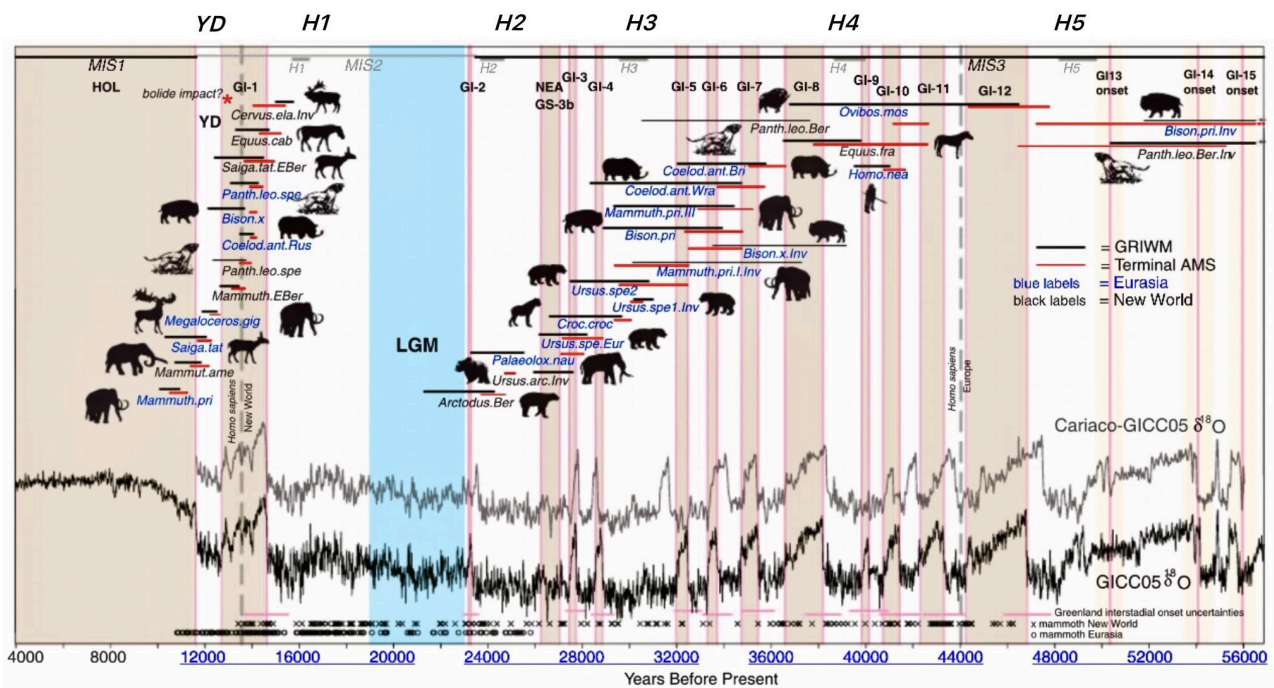 YD H1 H2 H3 H4 H5
MIS1 H1 MIS2 H2 H3 H4 MIS3 H5
HOL GI-1 GI-2 NEA GS-3b GI-3 GI-4 GI-5 GI-6 GI-7 GI-8 GI-9 GI-10 GI-11 GI-12 GI13 onset GI-14 onset GI-15 onset
bolide impact? *
YD
Cervus.ela.Inv
Ovibos.mos
Equus.cab
Panth.leo.Ber
Bison.pri.Inv
Equus.fra
Panth.leo.Ber.Inv
Saiga.tat.EBer
Coelod.ant.Bri
Homo.nea
Panth.leo.spe
Coelod.ant.Wra
Bison.x
Mammuth.pri.III
Coelod.ant.Rus
Bison.pri
Bison.x.Inv
Panth.leo.spe
Mammuth.pri.I.Inv
Mammuth.EBer
Ursus.spe2
Ursus.spe1.Inv
Megaloceros.gig
Croc.croc
Saiga.tat
Ursus.spe.Eur
Mammut.ame
Palaeolox.nau
Ursus.arc.Inv
Mammuth.pri
Arctodus.Ber
LGM
= GRIWM
= Terminal AMS
blue labels = Eurasia
black labels = New World
Homo sapiens
New World
Homo sapiens
Europe
Cariaco-GICC05 δ18O
GICC05 δ18O
Greenland interstadial onset uncertainties
x mammoth New World
o mammoth Eurasia
4000 8000 12000 16000 20000 24000 28000 32000 36000 40000 44000 48000 52000 56000
Years Before Present